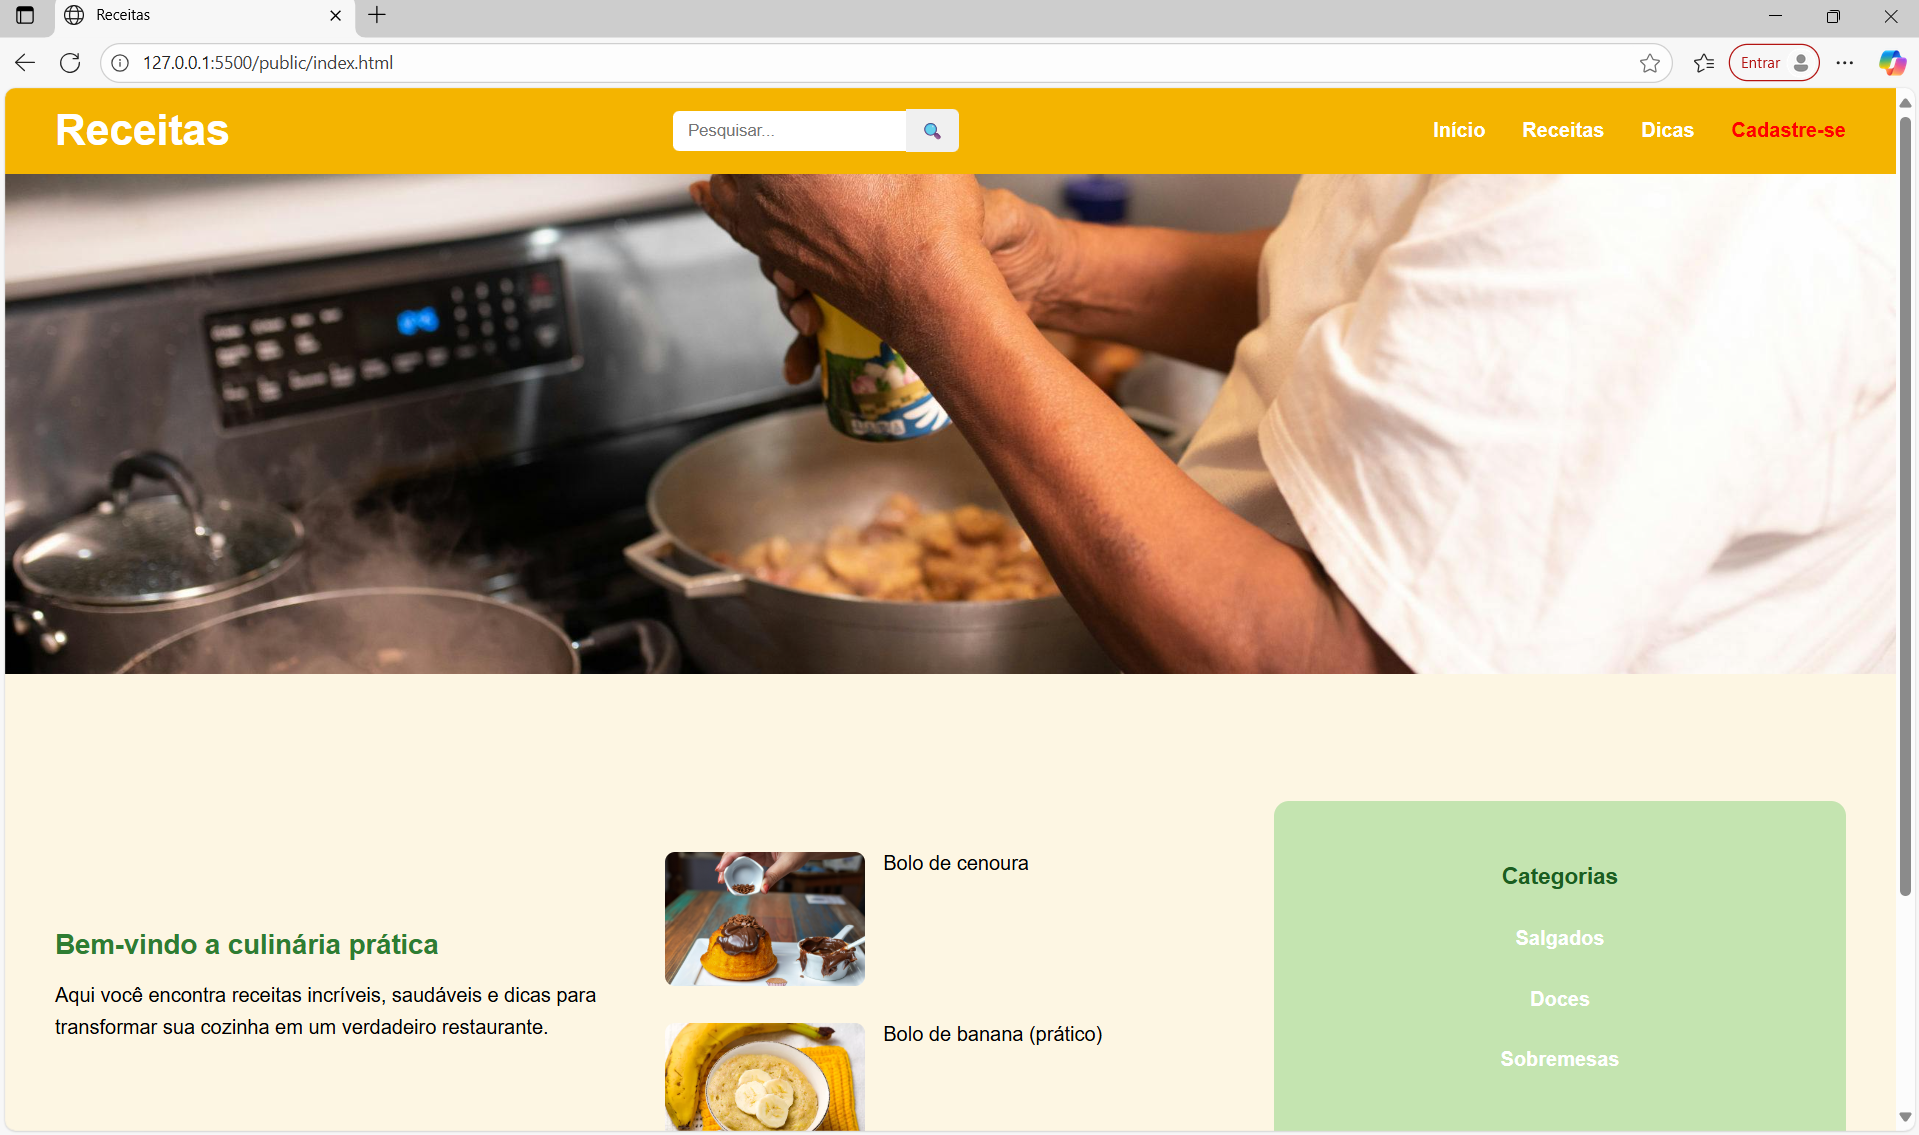 Receitas
127.0.0.1:5500/public/index.html
Entrar
Receitas
Pesquisar...
Início
Receitas
Dicas
Cadastre-se
Bem-vindo a culinária prática
Aqui você encontra receitas incríveis, saudáveis e dicas para
transformar sua cozinha em um verdadeiro restaurante.
Bolo de cenoura
Bolo de banana (prático)
Categorias
Salgados
Doces
Sobremesas